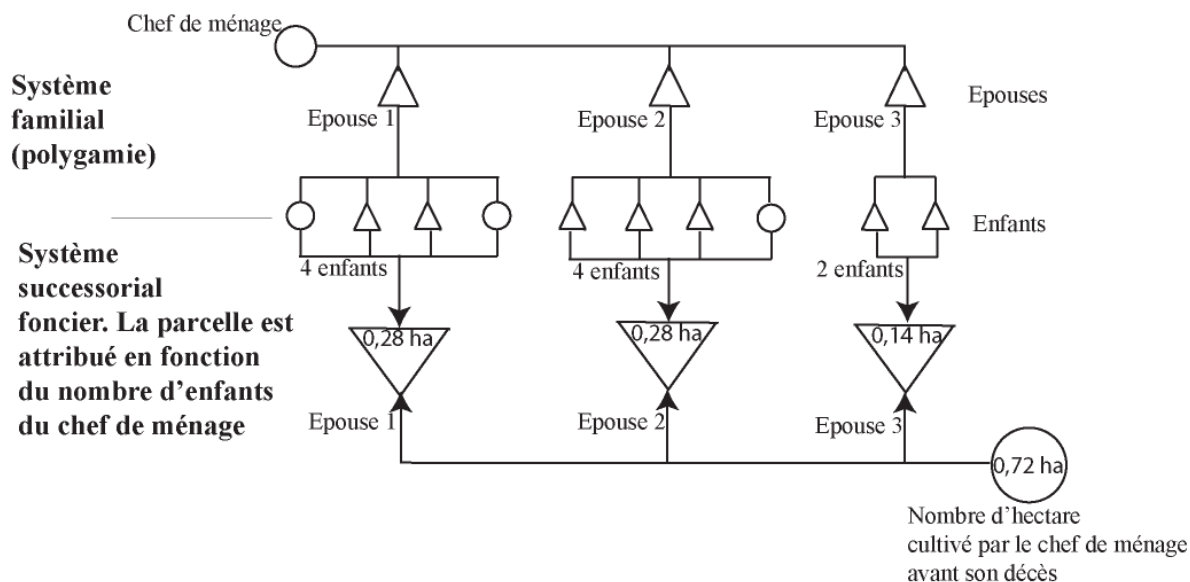 Chef de ménage
Système
familial
(polygamie)
Epouse 1
Epouse 2
Epouse 3
Epouses
Enfants
4 enfants
4 enfants
2 enfants
Système
successorial
foncier. La parcelle est
attribué en fonction
du nombre d'enfants
du chef de ménage
0,28 ha
0,28 ha
0,14 ha
Epouse 1
Epouse 2
Epouse 3
0,72 ha
Nombre d'hectare
cultivé par le chef de ménage
avant son décès